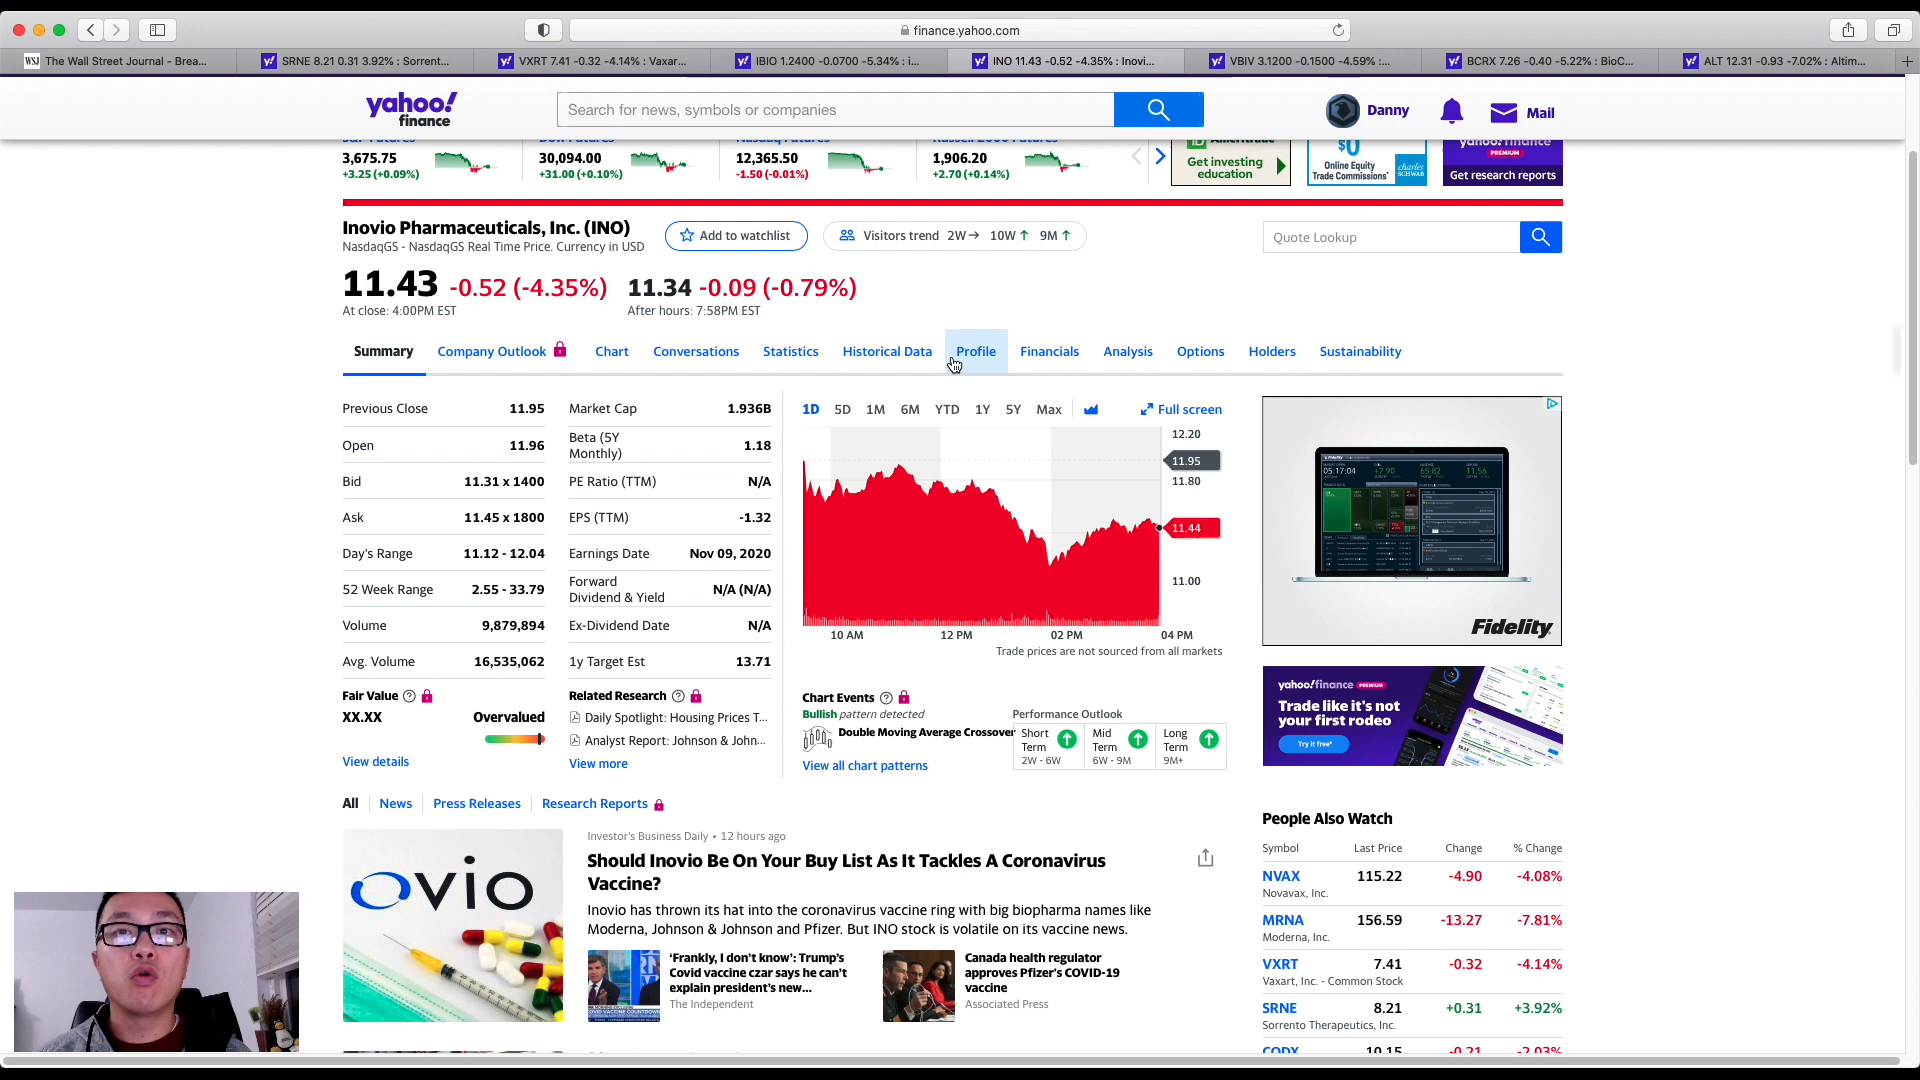 finance.yahoo.com
WSJ The Wall Street Journal - Brea...
y! SRNE 8.21 0.31 3.92% : Sorrent...
y! VXRT 7.41 -0.32 -4.14% : Vaxar...
y! IBIO 1.2400 -0.0700 -5.34% : i...
y! INO 11.43 -0.52 -4.35% : Inovi...
y! VBIV 3.1200 -0.1500 -4.59% :...
y! BCRX 7.26 -0.40 -5.22% : BioC...
y! ALT 12.31 -0.93 -7.02% : Altim...
yahoo!
finance
Search for news, symbols or companies
Danny
Mail
S&P Futures
3,675.75
+3.25 (+0.09%)
Dow Futures
30,094.00
+31.00 (+0.10%)
Nasdaq Futures
12,365.50
-1.50 (-0.01%)
Russell 2000 Futures
1,906.20
+2.70 (+0.14%)
Get investing
education
$0
Online Equity
Trade Commissions*
charles
SCHWAB
yahoo!finance
PREMIUM
Get research reports
Inovio Pharmaceuticals, Inc. (INO)
NasdaqGS - NasdaqGS Real Time Price. Currency in USD
Add to watchlist
Visitors trend 2W 10W 9M
Quote Lookup
11.43 -0.52 (-4.35%)
At close: 4:00PM EST
11.34 -0.09 (-0.79%)
After hours: 7:58PM EST
Summary
Company Outlook
Chart
Conversations
Statistics
Historical Data
Profile
Financials
Analysis
Options
Holders
Sustainability
Previous Close 11.95
Open 11.96
Bid 11.31 x 1400
Ask 11.45 x 1800
Day's Range 11.12 - 12.04
52 Week Range 2.55 - 33.79
Volume 9,879,894
Avg. Volume 16,535,062
Market Cap 1.936B
Beta (5Y
Monthly) 1.18
PE Ratio (TTM) N/A
EPS (TTM) -1.32
Earnings Date Nov 09, 2020
Forward
Dividend & Yield N/A (N/A)
Ex-Dividend Date N/A
1y Target Est 13.71
Fair Value
XX.XX Overvalued
View details
Related Research
Daily Spotlight: Housing Prices T...
Analyst Report: Johnson & John...
View more
1D 5D 1M 6M YTD 1Y 5Y Max Full screen
12.20
11.95
11.80
11.44
11.00
10 AM 12 PM 02 PM 04 PM
Trade prices are not sourced from all markets
Chart Events
Bullish pattern detected
Double Moving Average Crossover
View all chart patterns
Performance Outlook
Short
Term
2W - 6W
Mid
Term
6W - 9M
Long
Term
9M+
Fidelity
yahoo!finance PREMIUM
Trade like it's not
your first rodeo
Try it free*
All
News
Press Releases
Research Reports
ovio
Investor's Business Daily • 12 hours ago
Should Inovio Be On Your Buy List As It Tackles A Coronavirus
Vaccine?
Inovio has thrown its hat into the coronavirus vaccine ring with big biopharma names like
Moderna, Johnson & Johnson and Pfizer. But INO stock is volatile on its vaccine news.
'Frankly, I don't know': Trump's
Covid vaccine czar says he can't
explain president's new...
The Independent
Canada health regulator
approves Pfizer's COVID-19
vaccine
Associated Press
People Also Watch
Symbol Last Price Change % Change
NVAX 115.22 -4.90 -4.08%
Novavax, Inc.
MRNA 156.59 -13.27 -7.81%
Moderna, Inc.
VXRT 7.41 -0.32 -4.14%
Vaxart, Inc. - Common Stock
SRNE 8.21 +0.31 +3.92%
Sorrento Therapeutics, Inc.
CODX 10.15 -0.21 -2.03%